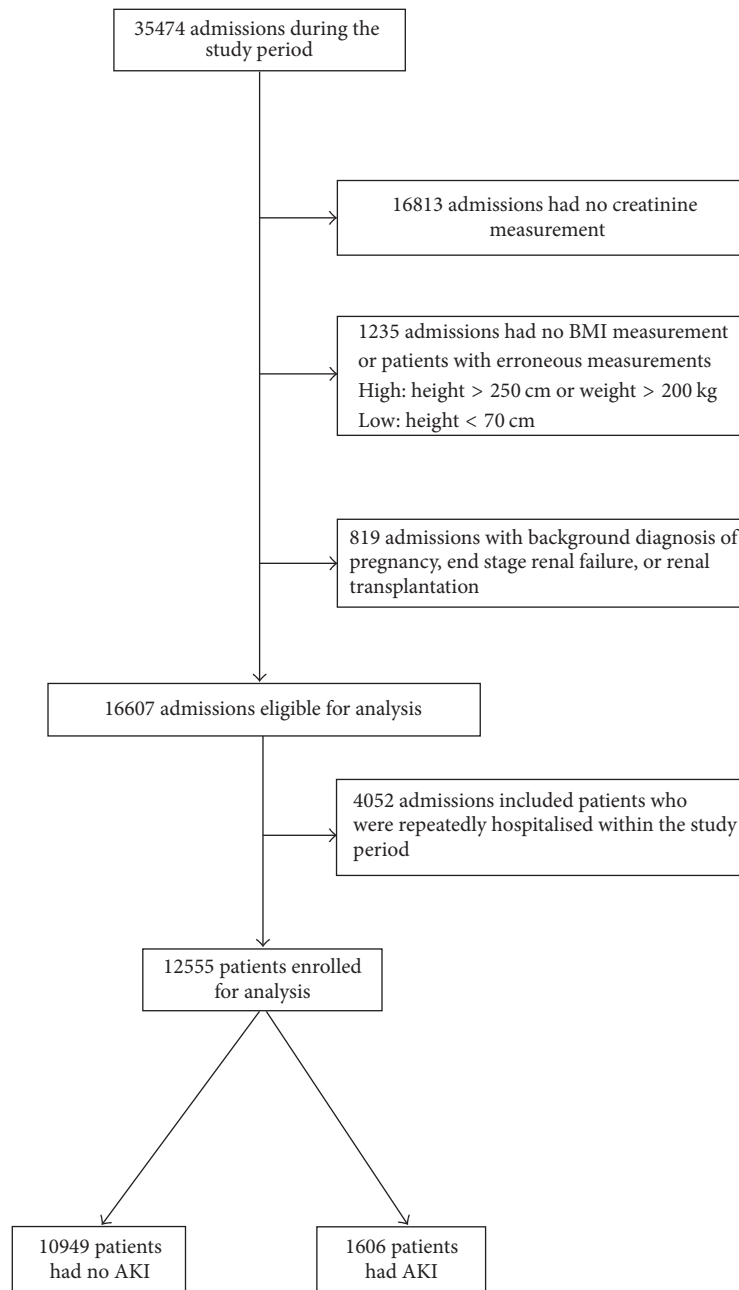 35474 admissions during the
study period
16813 admissions had no creatinine
measurement
1235 admissions had no BMI measurement
or patients with erroneous measurements
High: height > 250 cm or weight > 200 kg
Low: height < 70 cm
819 admissions with background diagnosis of
pregnancy, end stage renal failure, or renal
transplantation
16607 admissions eligible for analysis
4052 admissions included patients who
were repeatedly hospitalised within the study
period
12555 patients enrolled
for analysis
10949 patients
had no AKI
1606 patients
had AKI